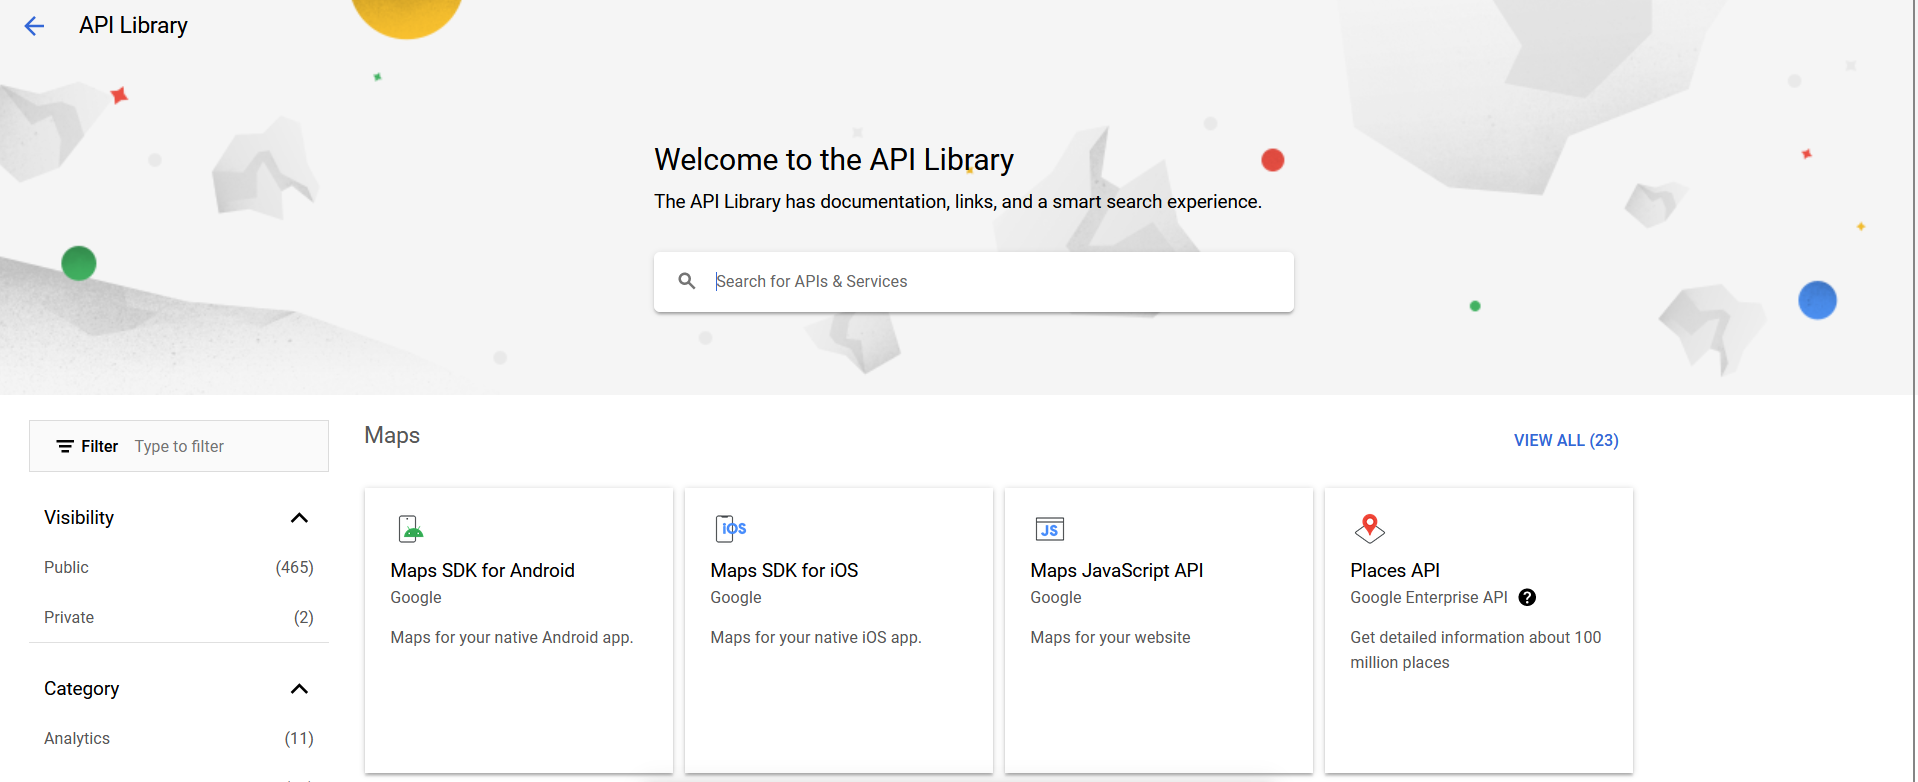 API Library
Welcome to the API Library
The API Library has documentation, links, and a smart search experience.
Search for APIs & Services
Filter Type to filter
Visibility
Public (465)
Private (2)
Category
Analytics (11)
Maps
VIEW ALL (23)
iOS
JS
Maps SDK for Android
Google
Maps for your native Android app.
Maps SDK for iOS
Google
Maps for your native iOS app.
Maps JavaScript API
Google
Maps for your website
Places API
Google Enterprise API ?
Get detailed information about 100
million places